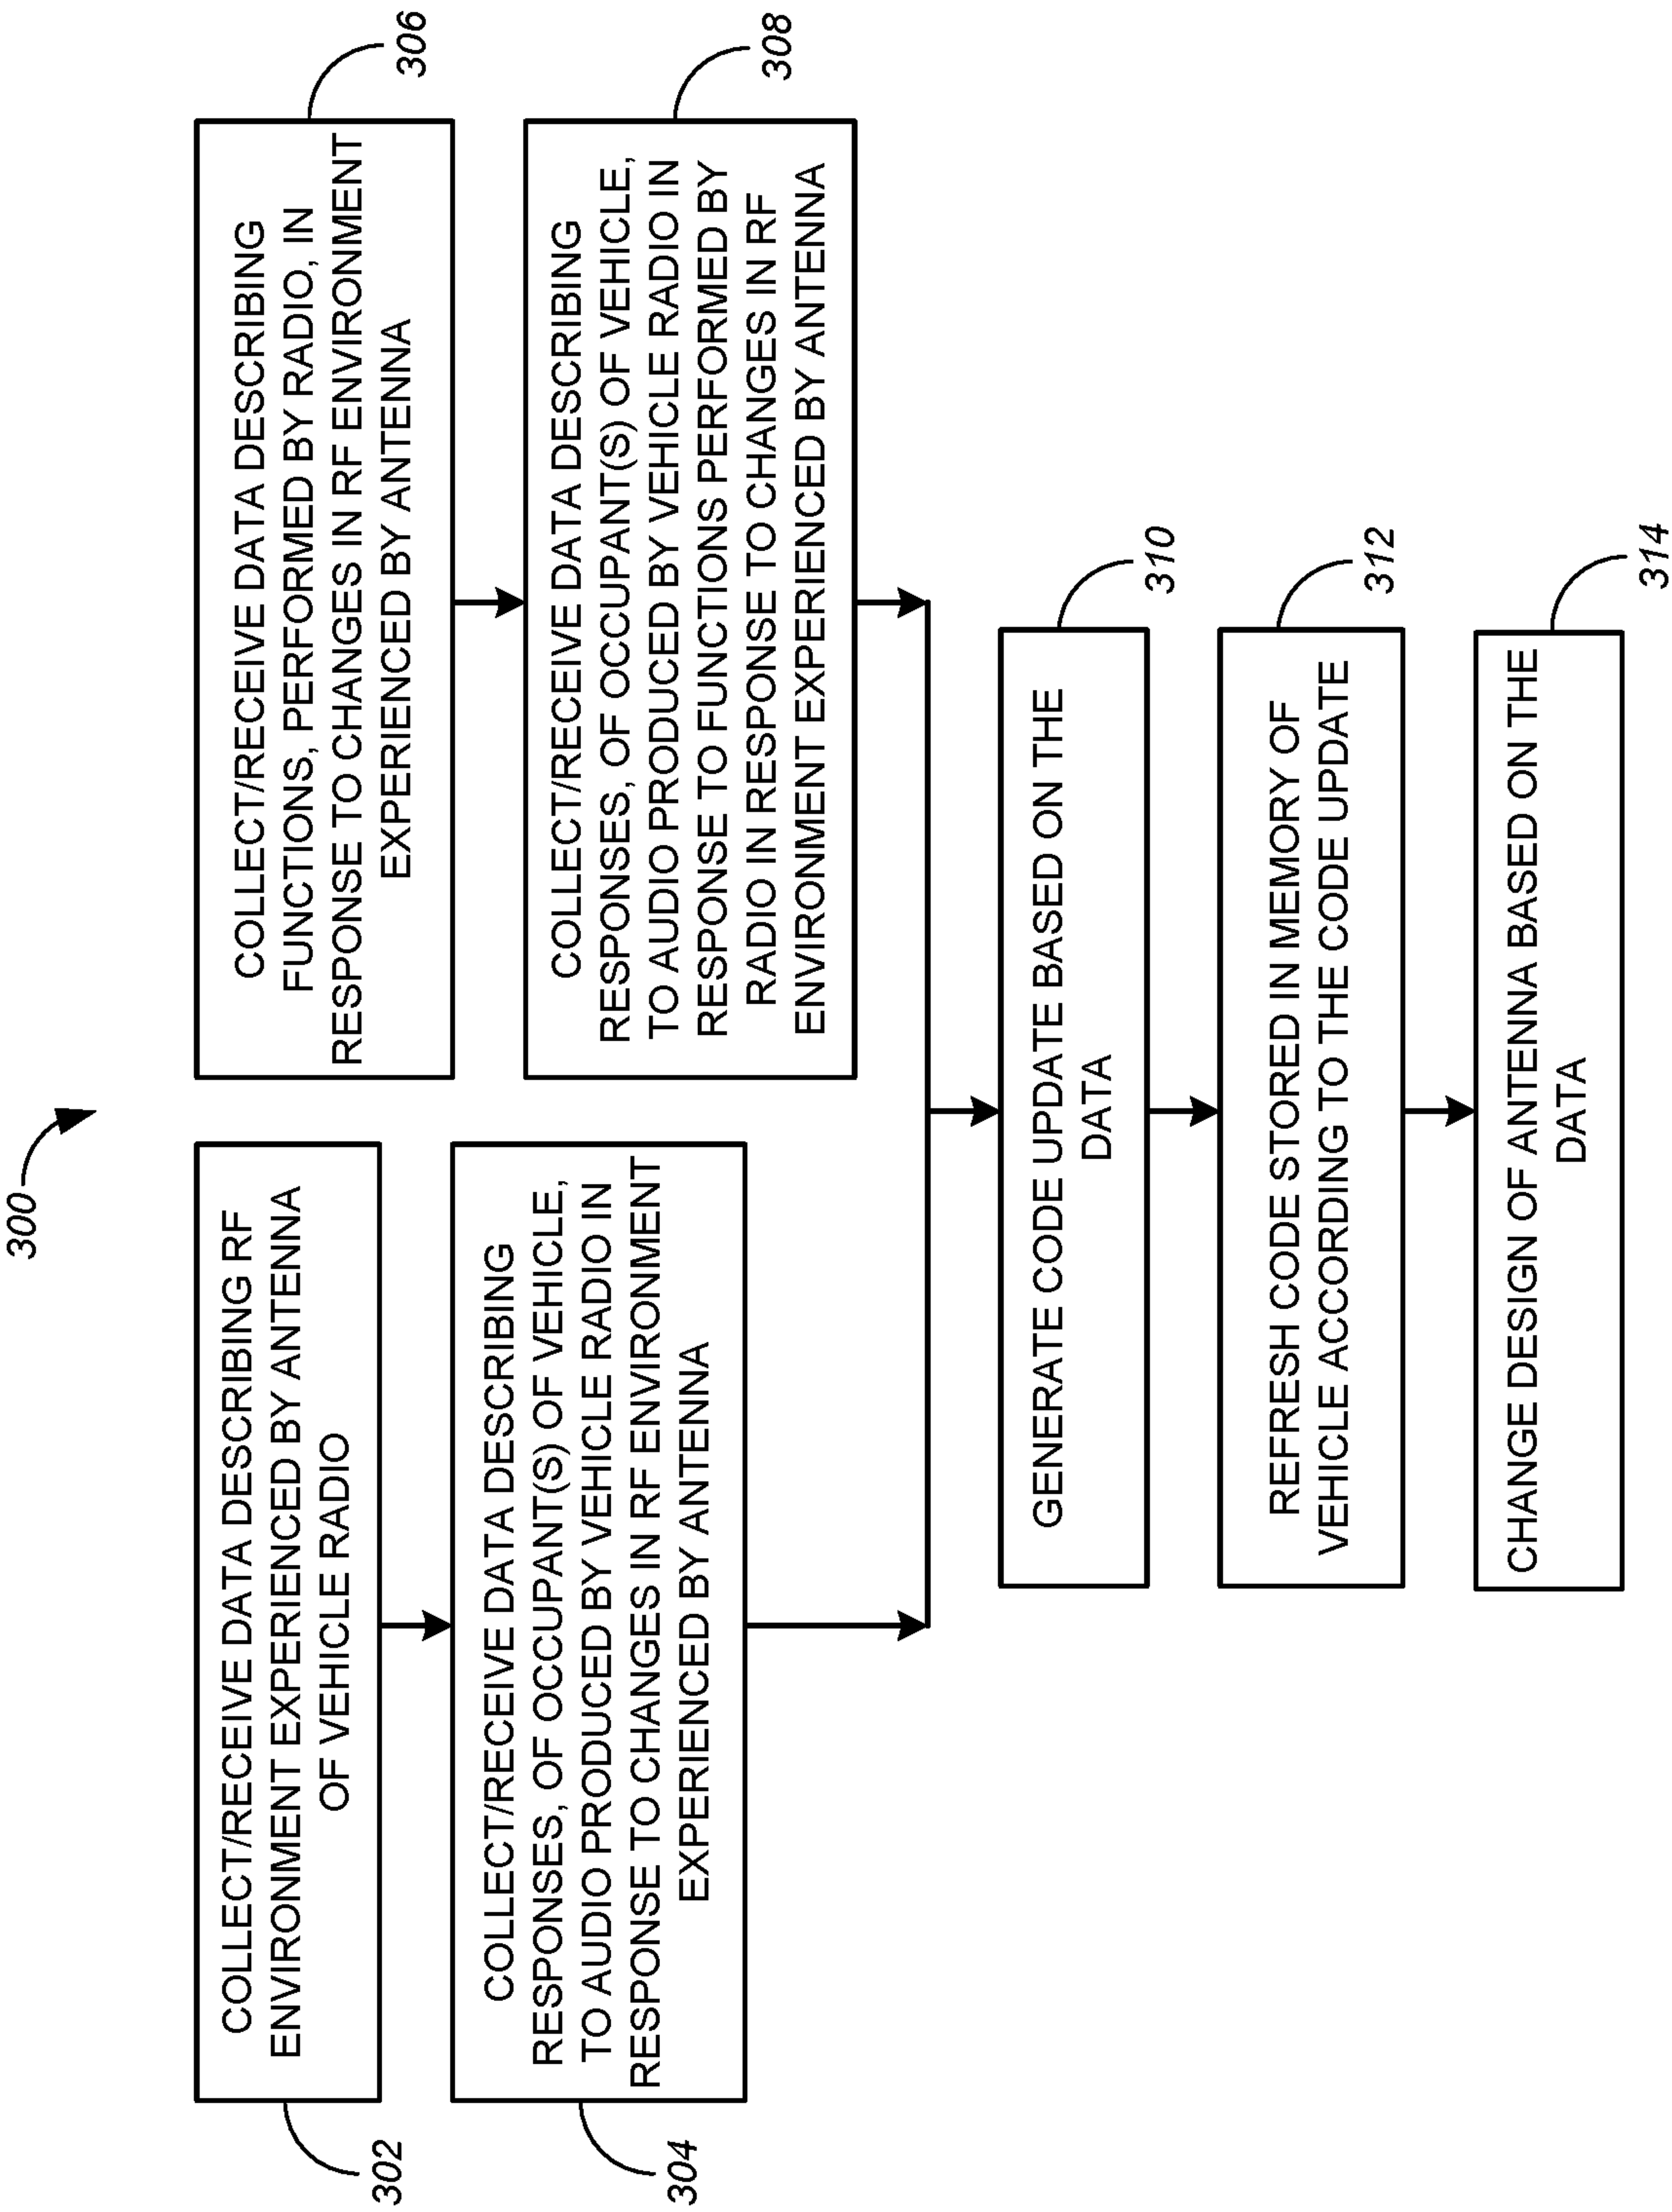 300
COLLECT/RECEIVE DATA DESCRIBING RF
ENVIRONMENT EXPERIENCED BY ANTENNA
OF VEHICLE RADIO
302
COLLECT/RECEIVE DATA DESCRIBING
RESPONSES, OF OCCUPANT(S) OF VEHICLE,
TO AUDIO PRODUCED BY VEHICLE RADIO IN
RESPONSE TO CHANGES IN RF ENVIRONMENT
EXPERIENCED BY ANTENNA
304
COLLECT/RECEIVE DATA DESCRIBING
FUNCTIONS, PERFORMED BY RADIO, IN
RESPONSE TO CHANGES IN RF ENVIRONMENT
EXPERIENCED BY ANTENNA
306
COLLECT/RECEIVE DATA DESCRIBING
RESPONSES, OF OCCUPANT(S) OF VEHICLE,
TO AUDIO PRODUCED BY VEHICLE RADIO IN
RESPONSE TO FUNCTIONS PERFORMED BY
RADIO IN RESPONSE TO CHANGES IN RF
ENVIRONMENT EXPERIENCED BY ANTENNA
308
GENERATE CODE UPDATE BASED ON THE
DATA
310
REFRESH CODE STORED IN MEMORY OF
VEHICLE ACCORDING TO THE CODE UPDATE
312
CHANGE DESIGN OF ANTENNA BASED ON THE
DATA
314